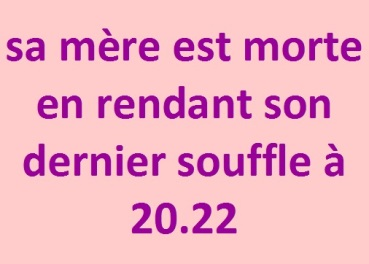 sa mère est morte
en rendant son
dernier souffle à
20.22